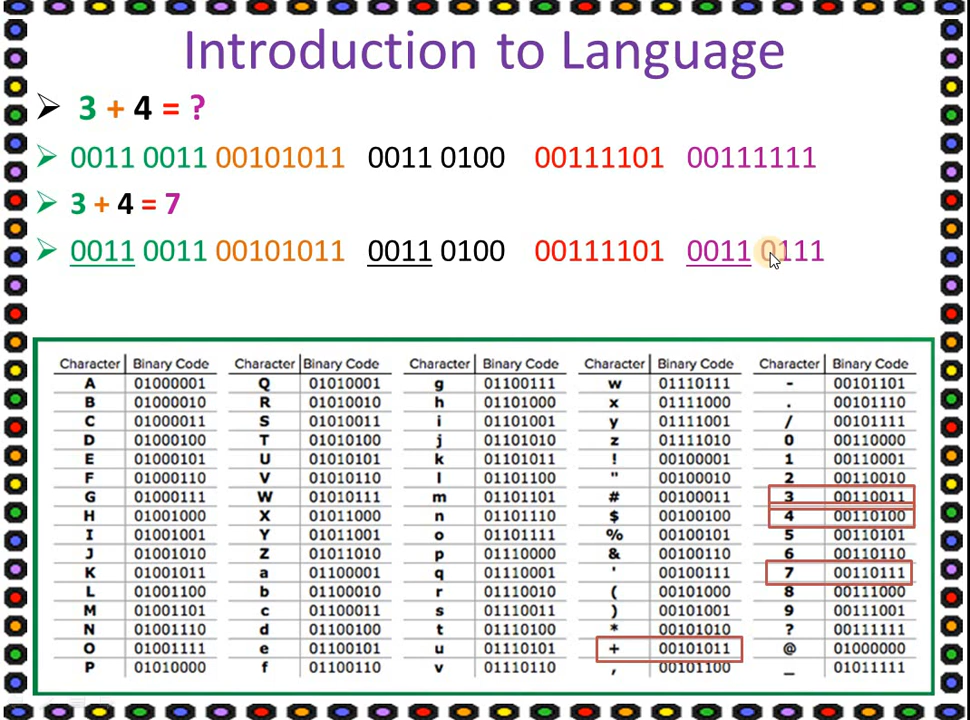 Introduction to Language
3 + 4 = ?
0011 0011 00101011 0011 0100 00111101 00111111
3 + 4 = 7
0011 0011 00101011 0011 0100 00111101 0011 0111
Character Binary Code Character Binary Code Character Binary Code Character Binary Code Character Binary Code
A 01000001 Q 01010001 g 01100111 w 01110111 - 00101101
B 01000010 R 01010010 h 01101000 x 01111000 . 00101110
C 01000011 S 01010011 i 01101001 y 01111001 / 00101111
D 01000100 T 01010100 j 01101010 z 01111010 0 00110000
E 01000101 U 01010101 k 01101011 ! 00100001 1 00110001
F 01000110 V 01010110 l 01101100 " 00100010 2 00110010
G 01000111 W 01010111 m 01101101 # 00100011 3 00110011
H 01001000 X 01011000 n 01101110 $ 00100100 4 00110100
I 01001001 Y 01011001 o 01101111 % 00100101 5 00110101
J 01001010 Z 01011010 p 01110000 & 00100110 6 00110110
K 01001011 a 01100001 q 01110001 ' 00100111 7 00110111
L 01001100 b 01100010 r 01110010 ( 00101000 8 00111000
M 01001101 c 01100011 s 01110011 ) 00101001 9 00111001
N 01001110 d 01100100 t 01110100 * 00101010 ? 00111111
O 01001111 e 01100101 u 01110101 + 00101011 @ 01000000
P 01010000 f 01100110 v 01110110 , 00101100 _ 01011111